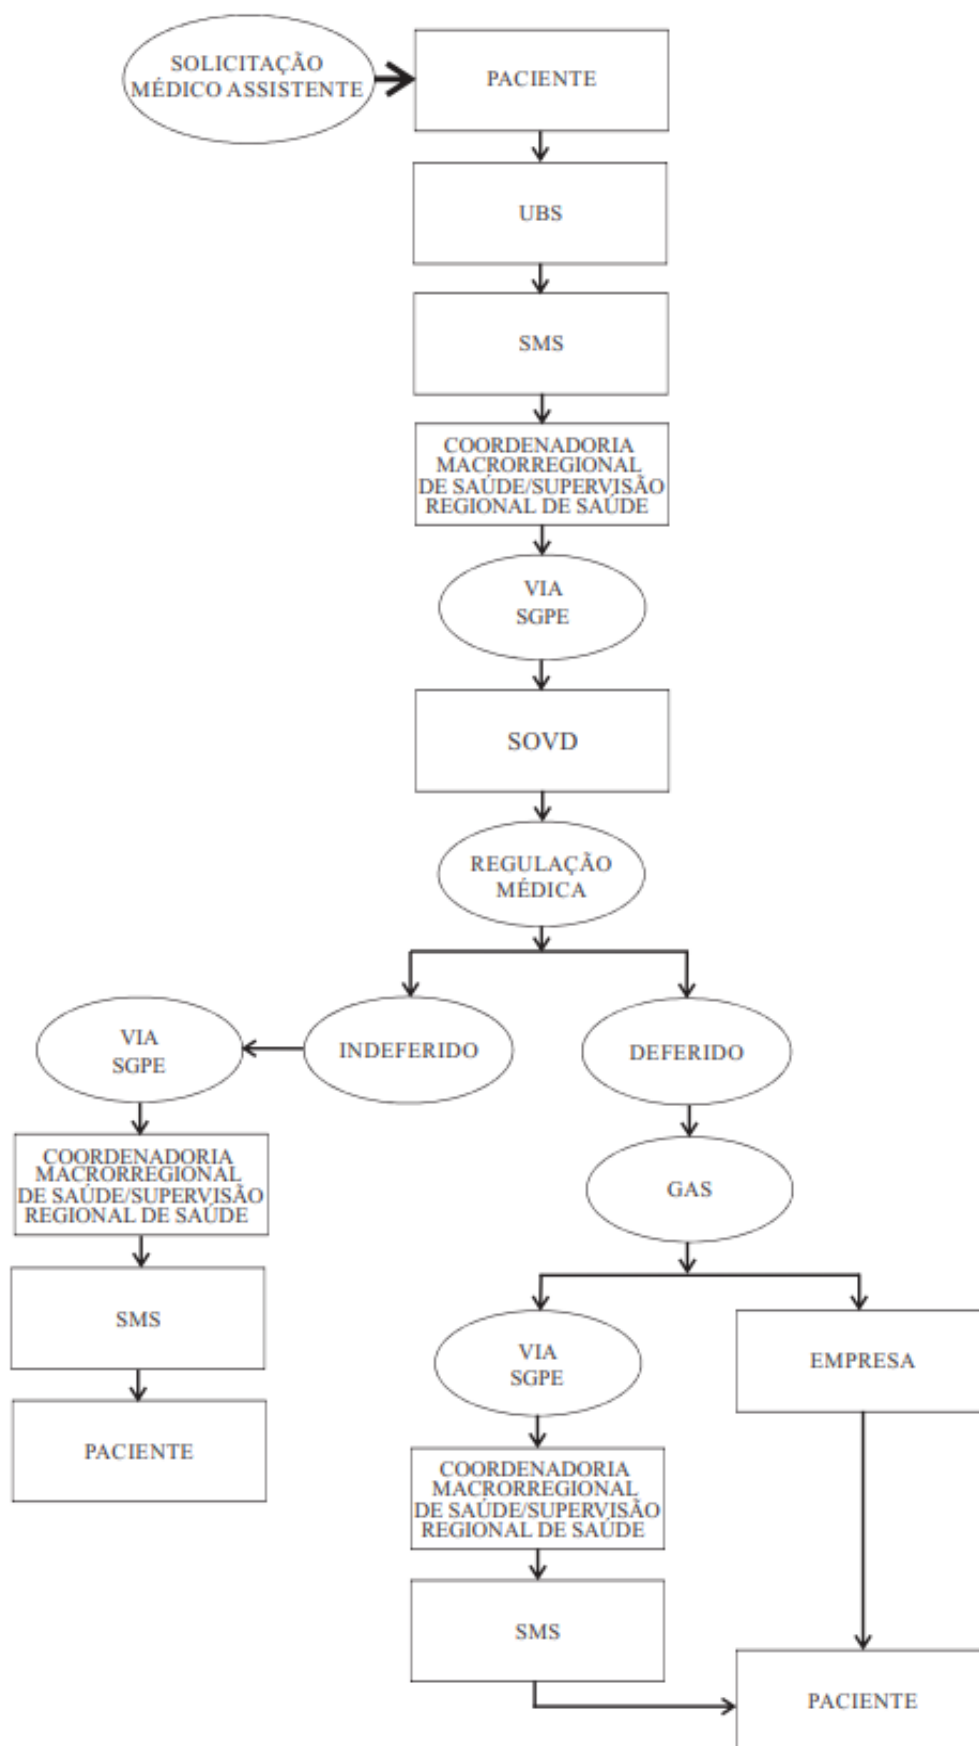 SOLICITAÇÃO
MÉDICO ASSISTENTE
PACIENTE
UBS
SMS
COORDENADORIA
MACRORREGIONAL
DE SAÚDE/SUPERVISÃO
REGIONAL DE SAÚDE
VIA
SGPE
SOVD
REGULAÇÃO
MÉDICA
INDEFERIDO
VIA
SGPE
COORDENADORIA
MACRORREGIONAL
DE SAÚDE/SUPERVISÃO
REGIONAL DE SAÚDE
SMS
PACIENTE
DEFERIDO
GAS
VIA
SGPE
COORDENADORIA
MACRORREGIONAL
DE SAÚDE/SUPERVISÃO
REGIONAL DE SAÚDE
SMS
EMPRESA
PACIENTE